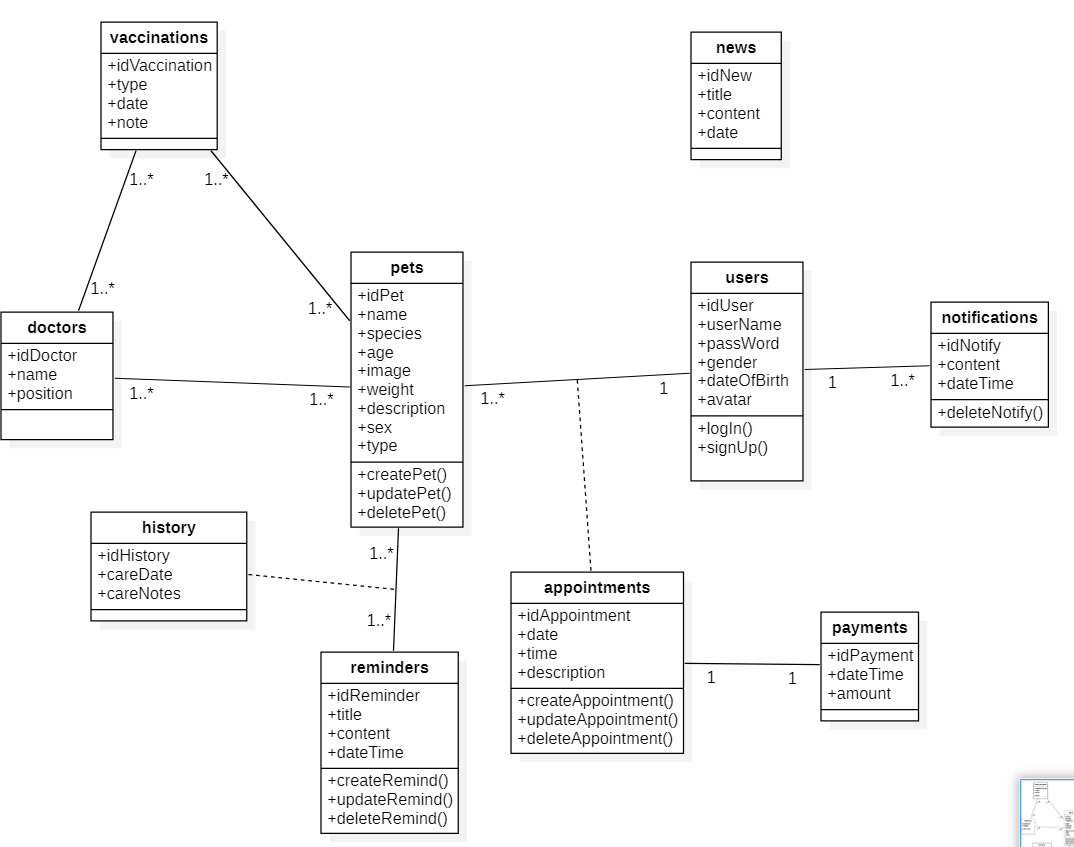 vaccinations
+idVaccination
+type
+date
+note
news
+idNew
+title
+content
+date
1..*
1..*
1..*
1..*
pets
+idPet
+name
+species
+age
+image
+weight
+description
+sex
+type
+createPet()
+updatePet()
+deletePet()
users
+idUser
+userName
+passWord
+gender
+dateOfBirth
+avatar
+logIn()
+signUp()
notifications
+idNotify
+content
+dateTime
+deleteNotify()
doctors
+idDoctor
+name
+position
1..*
1..*
1..*
1
1
1..*
history
+idHistory
+careDate
+careNotes
1..*
1..*
appointments
+idAppointment
+date
+time
+description
+createAppointment()
+updateAppointment()
+deleteAppointment()
1
1
payments
+idPayment
+dateTime
+amount
reminders
+idReminder
+title
+content
+dateTime
+createRemind()
+updateRemind()
+deleteRemind()